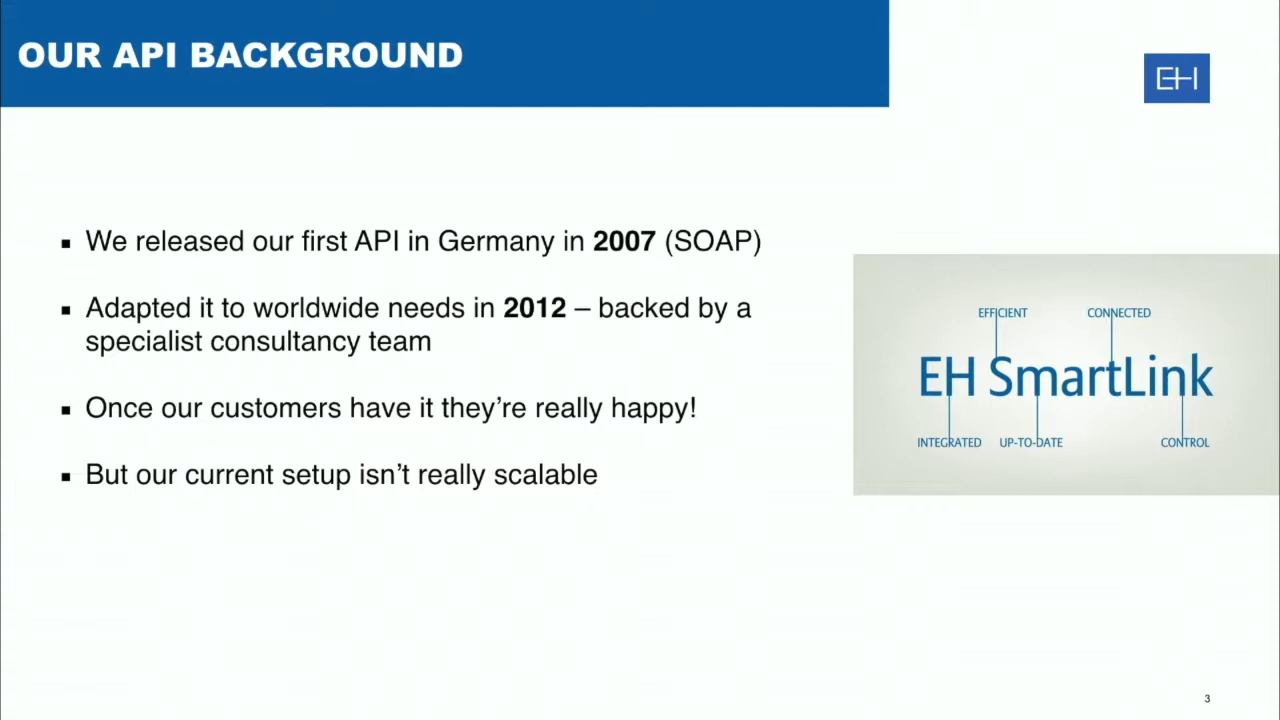 OUR API BACKGROUND
EH
▪ We released our first API in Germany in 2007 (SOAP)
▪ Adapted it to worldwide needs in 2012 – backed by a
specialist consultancy team
▪ Once our customers have it they’re really happy!
▪ But our current setup isn’t really scalable
EFFICIENT CONNECTED
EH SmartLink
INTEGRATED UP-TO-DATE CONTROL
3